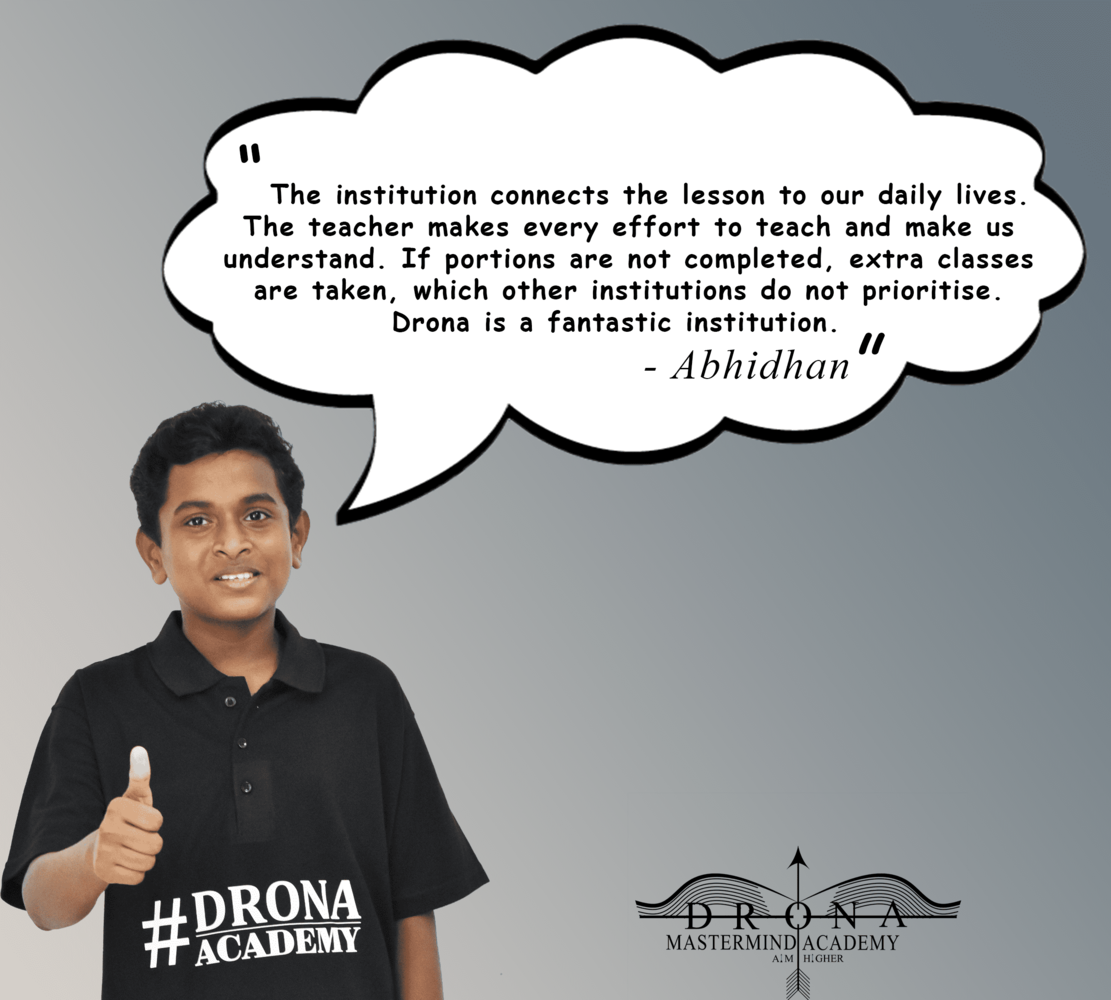 "
The institution connects the lesson to our daily lives.
The teacher makes every effort to teach and make us
understand. If portions are not completed, extra classes
are taken, which other institutions do not prioritise.
Drona is a fantastic institution.
"
- Abhidhan
#DRONA
ACADEMY
DRONA
MASTERMIND ACADEMY
AIM HIGHER